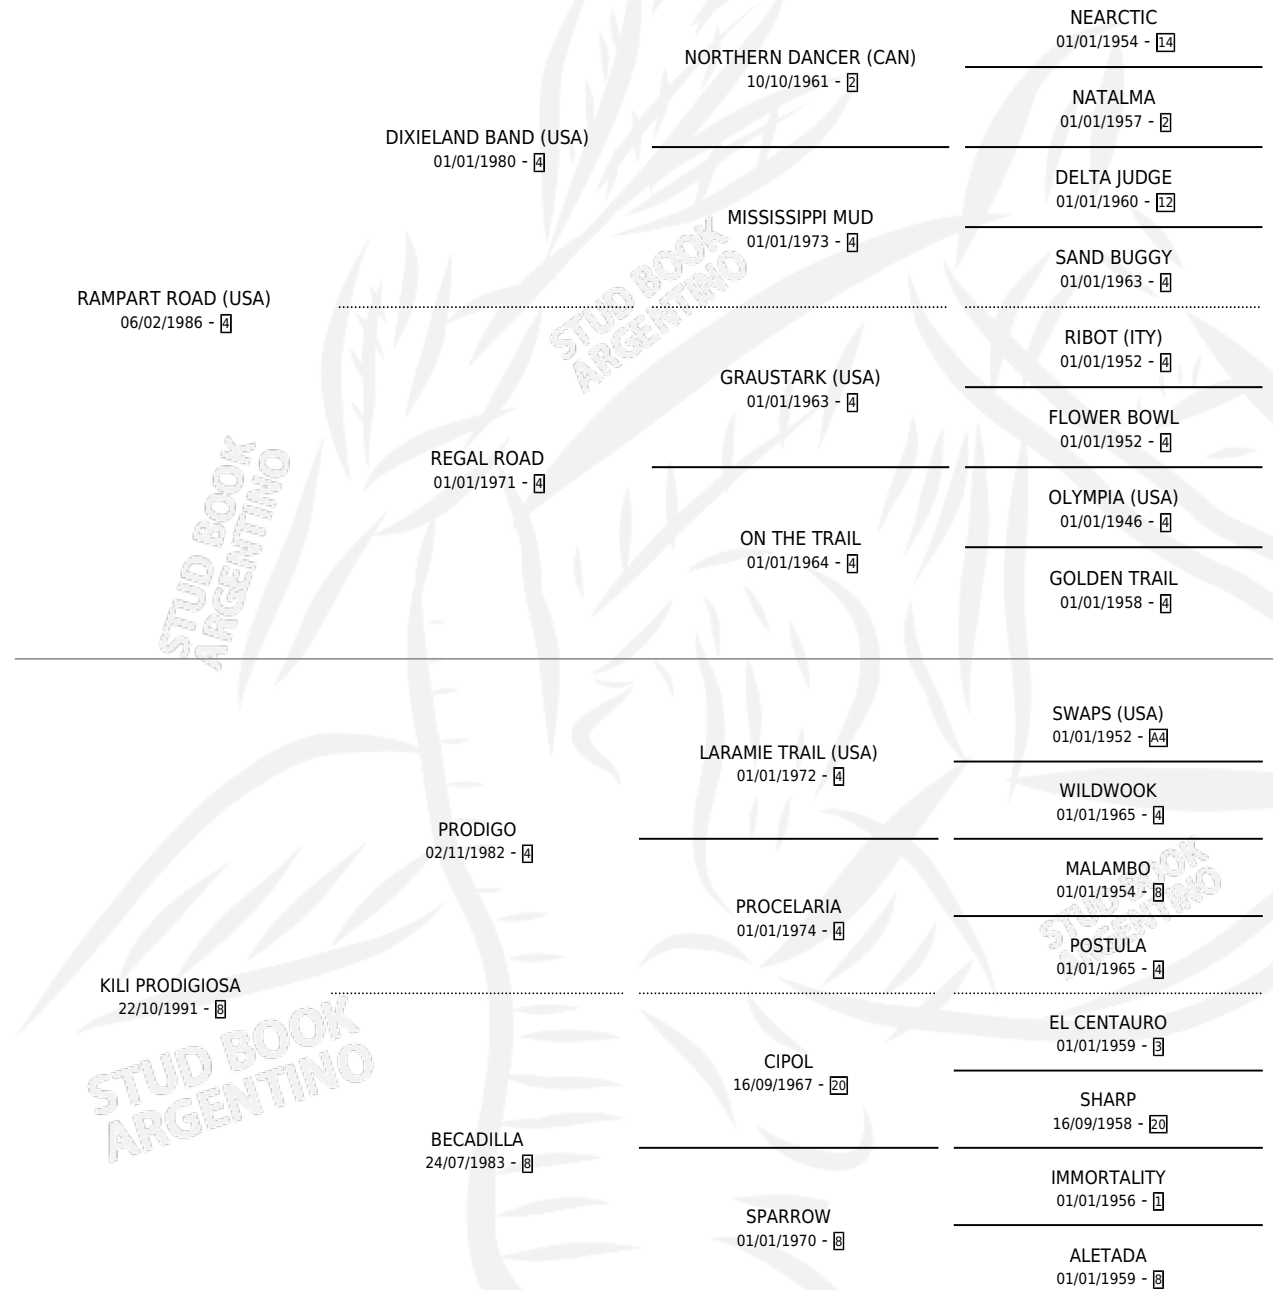 NEARCTIC
01/01/1954 - 14
NORTHERN DANCER (CAN)
10/10/1961 - 2
NATALMA
01/01/1957 - 2
DIXIELAND BAND (USA)
01/01/1980 - 4
DELTA JUDGE
01/01/1960 - 12
MISSISSIPPI MUD
01/01/1973 - 4
SAND BUGGY
01/01/1963 - 4
RAMPART ROAD (USA)
06/02/1986 - 4
RIBOT (ITY)
01/01/1952 - 4
GRAUSTARK (USA)
01/01/1963 - 4
FLOWER BOWL
01/01/1952 - 4
REGAL ROAD
01/01/1971 - 4
OLYMPIA (USA)
01/01/1946 - 4
ON THE TRAIL
01/01/1964 - 4
GOLDEN TRAIL
01/01/1958 - 4
SWAPS (USA)
01/01/1952 - A4
LARAMIE TRAIL (USA)
01/01/1972 - 4
WILDWOOK
01/01/1965 - 4
PRODIGO
02/11/1982 - 4
MALAMBO
01/01/1954 - 8
PROCELARIA
01/01/1974 - 4
POSTULA
01/01/1965 - 4
KILI PRODIGIOSA
22/10/1991 - 8
EL CENTAURO
01/01/1959 - 3
CIPOL
16/09/1967 - 20
SHARP
16/09/1958 - 20
BECADILLA
24/07/1983 - 8
IMMORTALITY
01/01/1956 - 1
SPARROW
01/01/1970 - 8
ALETADA
01/01/1959 - 8
STUD BOOK
ARGENTINO
STUD BOOK
ARGENTINO
STUD BOOK
ARGENTINO
STUD BOOK
ARGENTINO